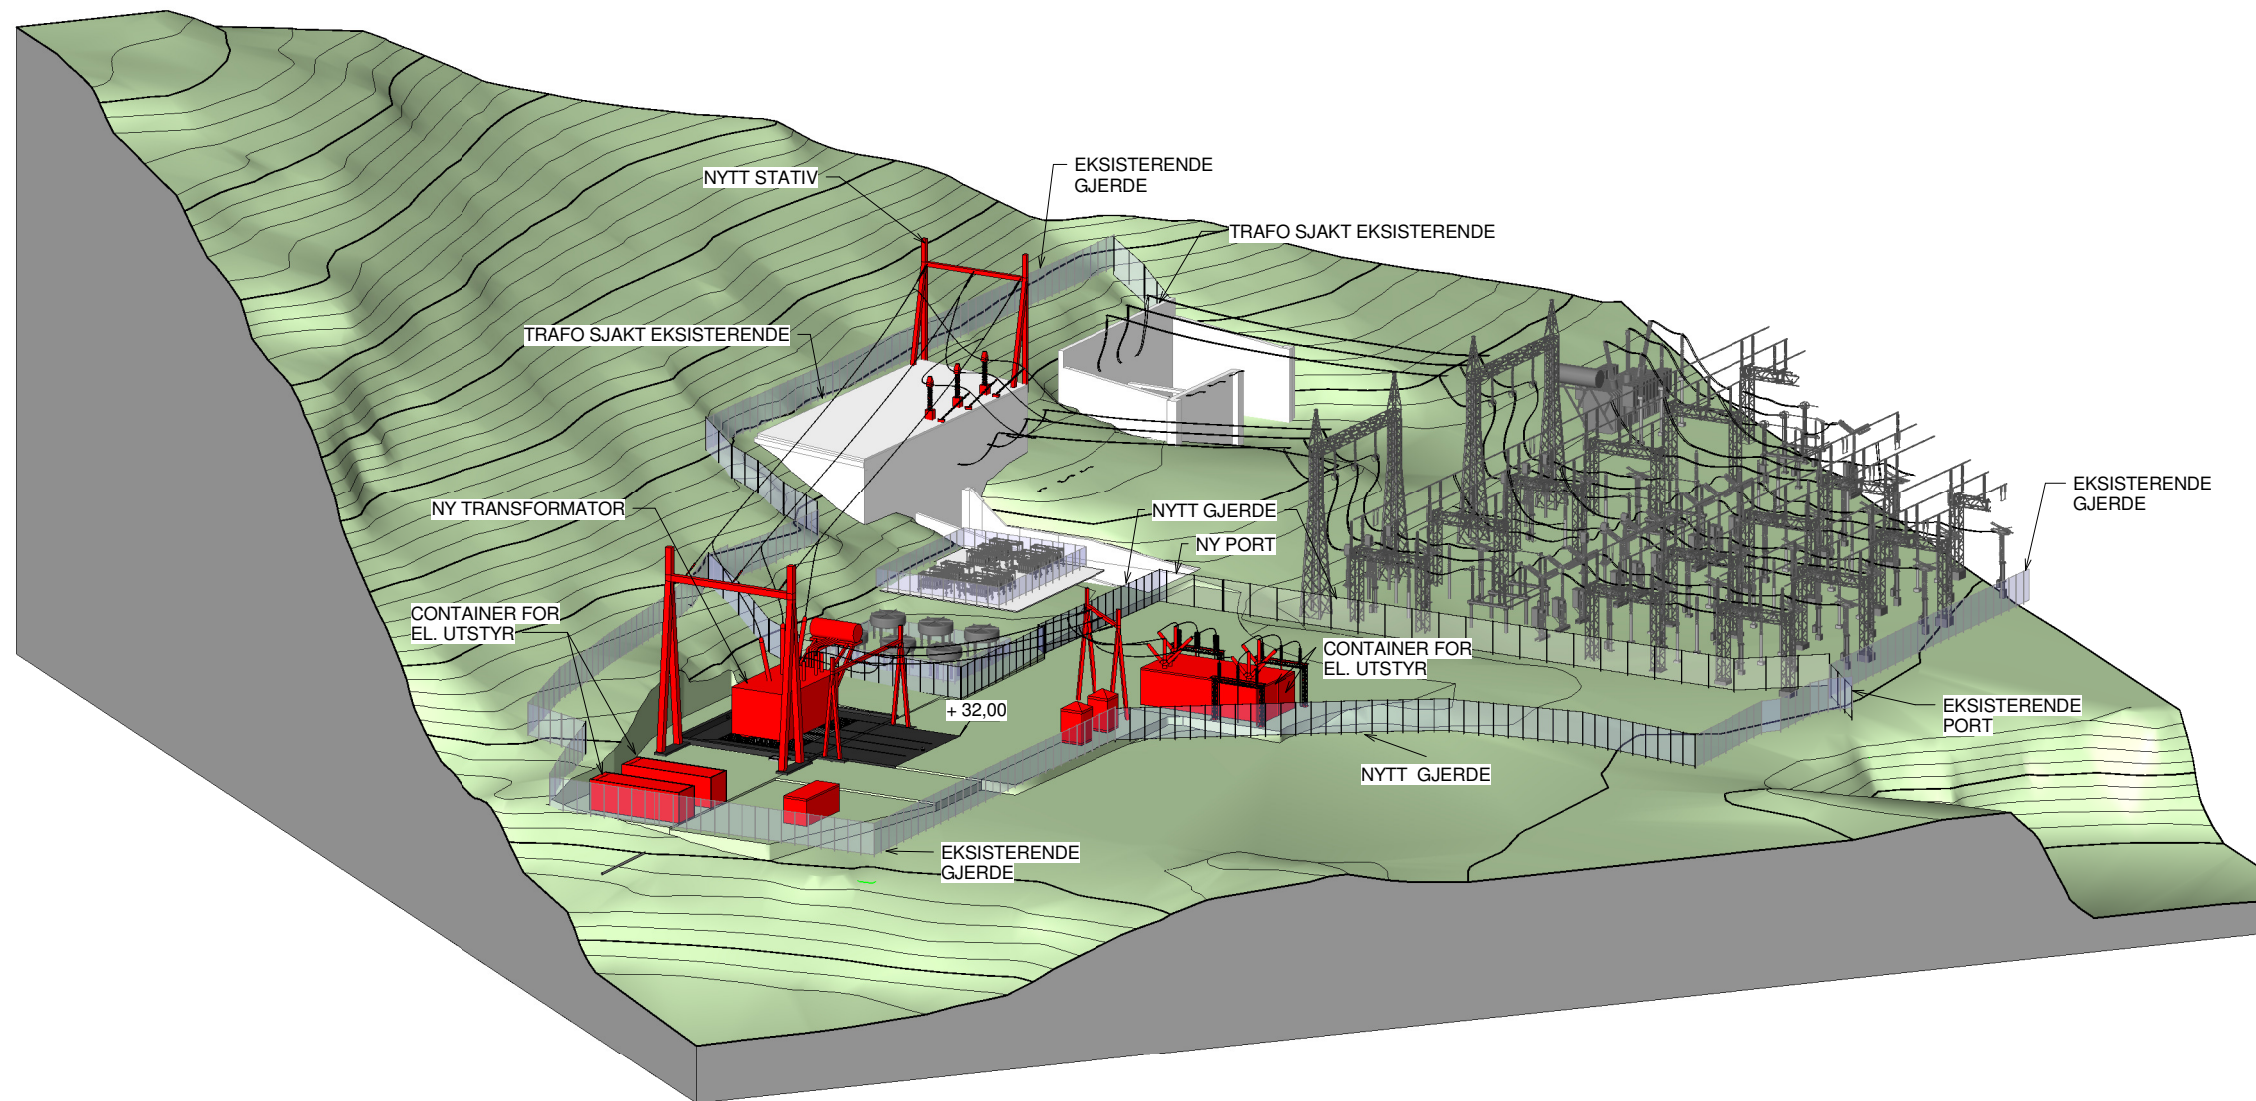 EKSISTERENDE
GJERDE
NYTT STATIV
TRAFO SJAKT EKSISTERENDE
TRAFO SJAKT EKSISTERENDE
EKSISTERENDE
GJERDE
NY TRANSFORMATOR
NYTT GJERDE
NY PORT
CONTAINER FOR
EL. UTSTYR
CONTAINER FOR
EL. UTSTYR
+ 32,00
EKSISTERENDE
PORT
NYTT  GJERDE
EKSISTERENDE
GJERDE